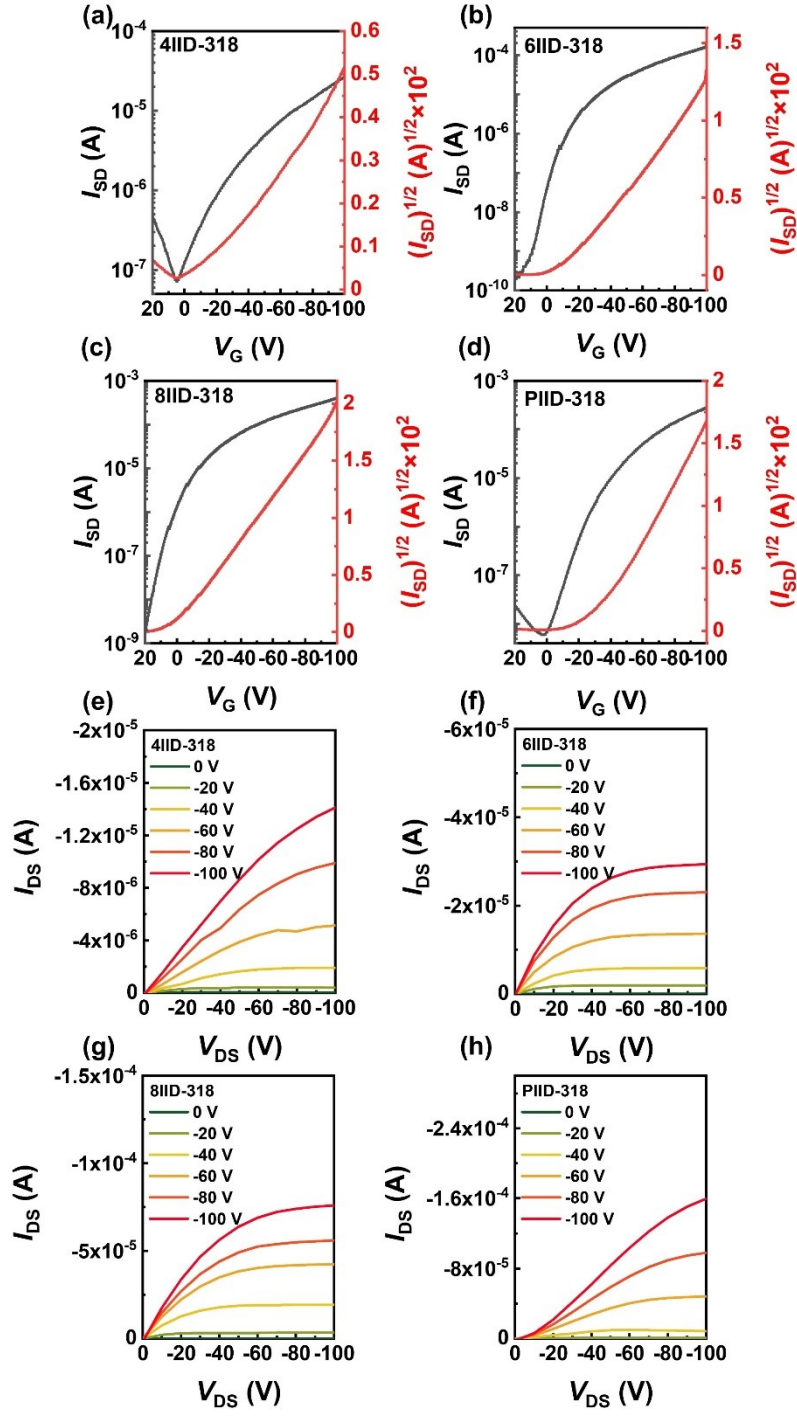 (a)
4IID-318
10⁻⁴
10⁻⁵
10⁻⁶
10⁻⁷
I_SD (A)
0.6
0.5
0.4
0.3
0.2
0.1
0
(I_SD)^1/2 (A)^1/2×10²
20 0 -20 -40 -60 -80 -100
V_G (V)
(b)
6IID-318
10⁻⁴
10⁻⁶
10⁻⁸
10⁻¹⁰
I_SD (A)
1.5
1
0.5
0
(I_SD)^1/2 (A)^1/2×10²
20 0 -20 -40 -60 -80 -100
V_G (V)
(c)
8IID-318
10⁻³
10⁻⁵
10⁻⁷
10⁻⁹
I_SD (A)
2
1.5
1
0.5
0
(I_SD)^1/2 (A)^1/2×10²
20 0 -20 -40 -60 -80 -100
V_G (V)
(d)
PIID-318
10⁻³
10⁻⁵
10⁻⁷
I_SD (A)
2
1.5
1
0.5
0
(I_SD)^1/2 (A)^1/2×10²
20 0 -20 -40 -60 -80 -100
V_G (V)
(e)
4IID-318
0 V
-20 V
-40 V
-60 V
-80 V
-100 V
-2x10⁻⁵
-1.6x10⁻⁵
-1.2x10⁻⁵
-8x10⁻⁶
-4x10⁻⁶
0
I_DS (A)
0 -20 -40 -60 -80 -100
V_DS (V)
(f)
6IID-318
0 V
-20 V
-40 V
-60 V
-80 V
-100 V
-6x10⁻⁵
-4x10⁻⁵
-2x10⁻⁵
0
I_DS (A)
0 -20 -40 -60 -80 -100
V_DS (V)
(g)
8IID-318
0 V
-20 V
-40 V
-60 V
-80 V
-100 V
-1.5x10⁻⁴
-1x10⁻⁴
-5x10⁻⁵
0
I_DS (A)
0 -20 -40 -60 -80 -100
V_DS (V)
(h)
PIID-318
0 V
-20 V
-40 V
-60 V
-80 V
-100 V
-2.4x10⁻⁴
-1.6x10⁻⁴
-8x10⁻⁵
0
I_DS (A)
0 -20 -40 -60 -80 -100
V_DS (V)